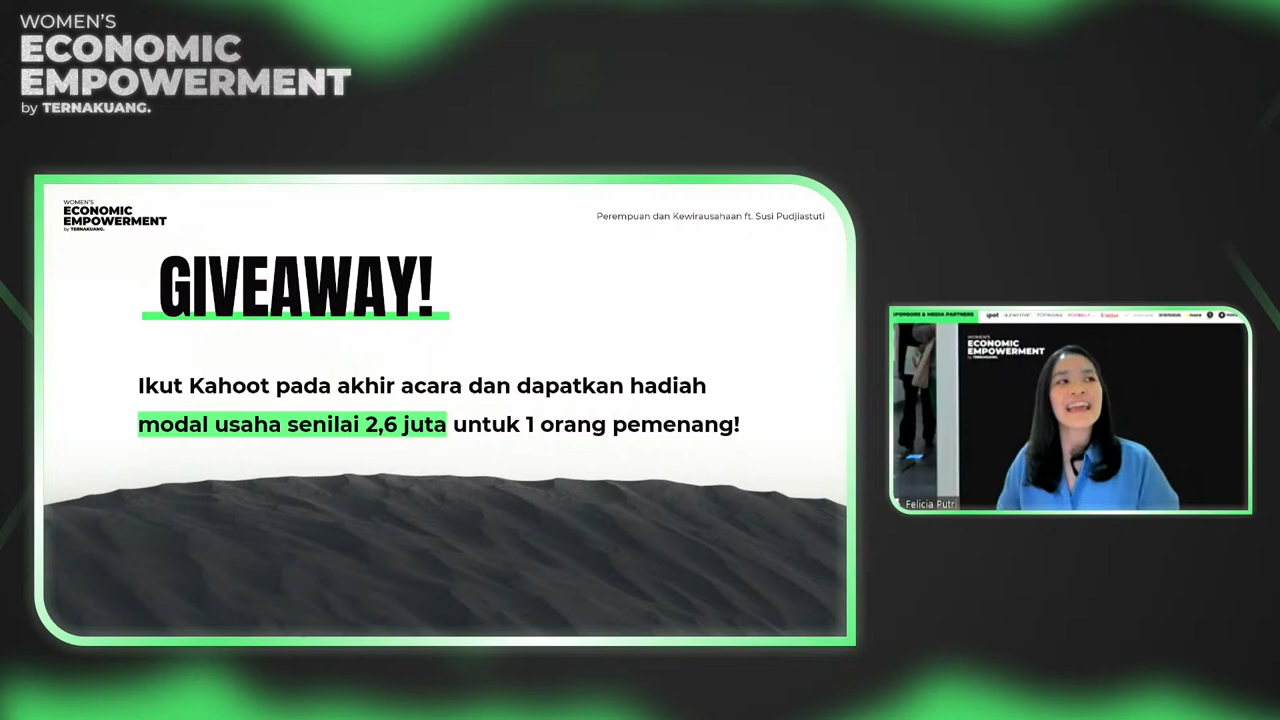 WOMEN'S
ECONOMIC
EMPOWERMENT
by TERNAKUANG.
WOMEN'S
ECONOMIC
EMPOWERMENT
by TERNAKUANG.
Perempuan dan Kewirausahaan ft. Susi Pudjiastuti
GIVEAWAY!
Ikut Kahoot pada akhir acara dan dapatkan hadiah
modal usaha senilai 2,6 juta untuk 1 orang pemenang!
SPONSORS & MEDIA PARTNERS
ipot
WOMEN'S
ECONOMIC
EMPOWERMENT
Felicia Putri